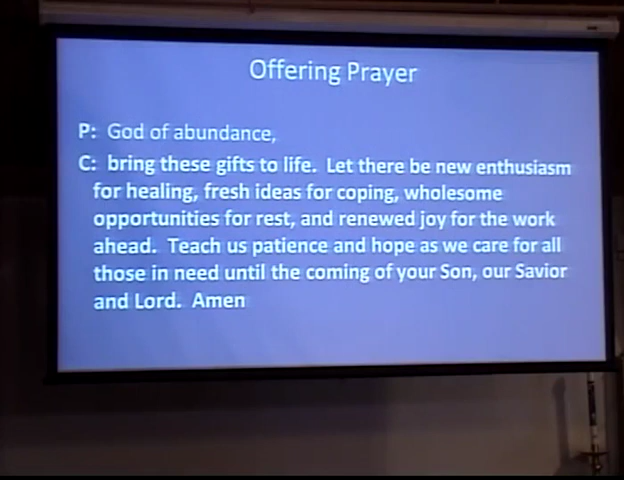 Offering Prayer
P: God of abundance,
C: bring these gifts to life. Let there be new enthusiasm
for healing, fresh ideas for coping, wholesome
opportunities for rest, and renewed joy for the work
ahead. Teach us patience and hope as we care for all
those in need until the coming of your Son, our Savior
and Lord. Amen